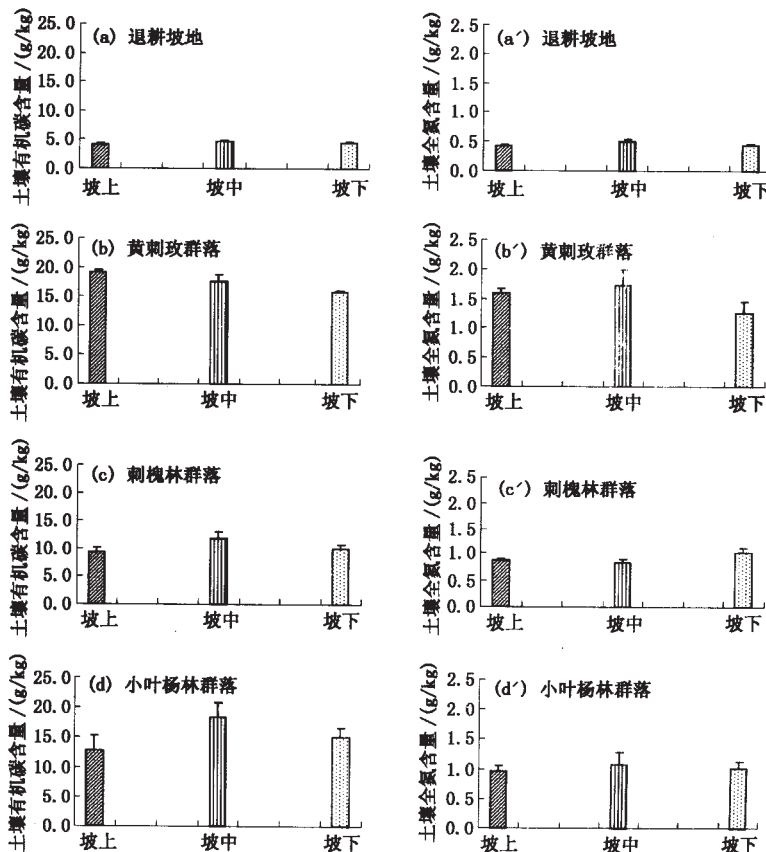 土壤有机碳含量/(g/kg)
25.0
20.0
15.0
10.0
5.0
0.0
(a) 退耕坡地
坡上 坡中 坡下
土壤全氮含量/(g/kg)
2.5
2.0
1.5
1.0
0.5
0.0
(a′) 退耕坡地
坡上 坡中 坡下
土壤有机碳含量/(g/kg)
25.0
20.0
15.0
10.0
5.0
0.0
(b) 黄刺玫群落
坡上 坡中 坡下
土壤全氮含量/(g/kg)
2.5
2.0
1.5
1.0
0.5
0.0
(b′) 黄刺玫群落
坡上 坡中 坡下
土壤有机碳含量/(g/kg)
25.0
20.0
15.0
10.0
5.0
0.0
(c) 刺槐林群落
坡上 坡中 坡下
土壤全氮含量/(g/kg)
2.5
2.0
1.5
1.0
0.5
0.0
(c′) 刺槐林群落
坡上 坡中 坡下
土壤有机碳含量/(g/kg)
25.0
20.0
15.0
10.0
5.0
0.0
(d) 小叶杨林群落
坡上 坡中 坡下
土壤全氮含量/(g/kg)
2.5
2.0
1.5
1.0
0.5
0.0
(d′) 小叶杨林群落
坡上 坡中 坡下